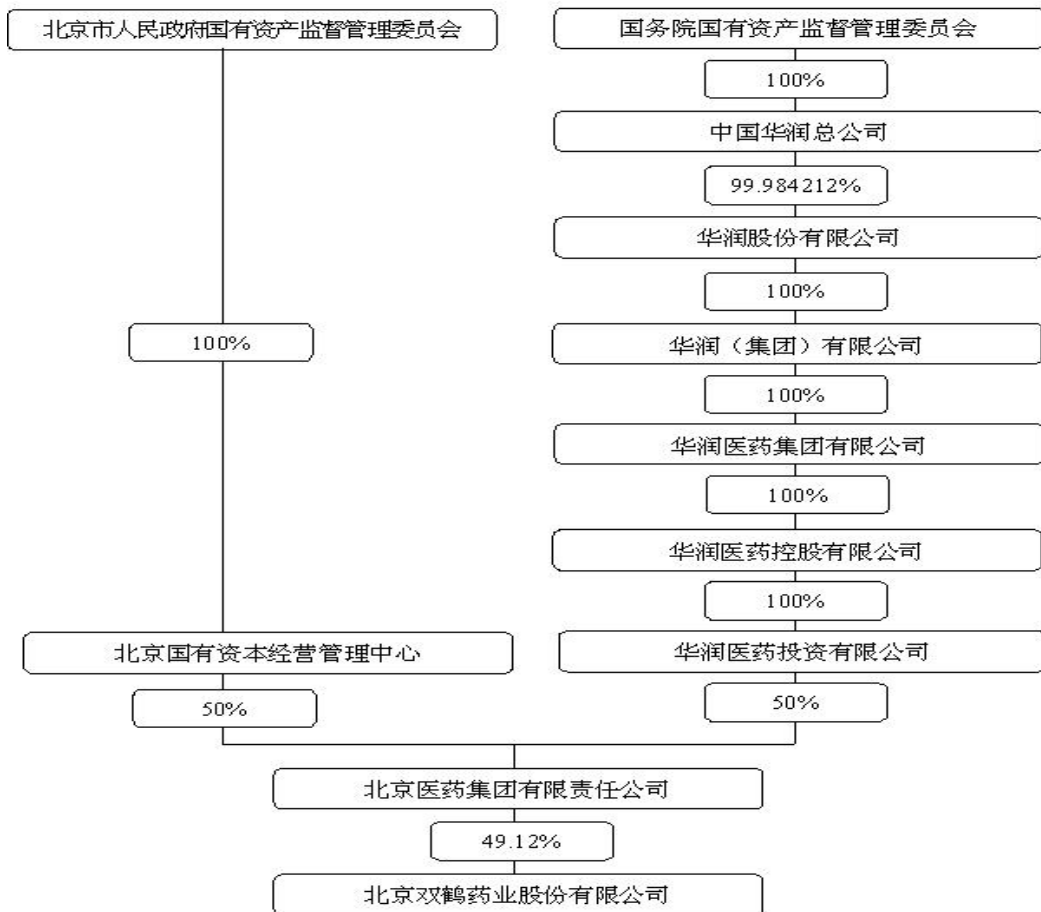 北京市人民政府国有资产监督管理委员会
国务院国有资产监督管理委员会
100%
中国华润总公司
99.984212%
华润股份有限公司
100%
100%
华润（集团）有限公司
100%
华润医药集团有限公司
100%
华润医药控股有限公司
100%
北京国有资本经营管理中心
华润医药投资有限公司
50%
50%
北京医药集团有限责任公司
49.12%
北京双鹤药业股份有限公司